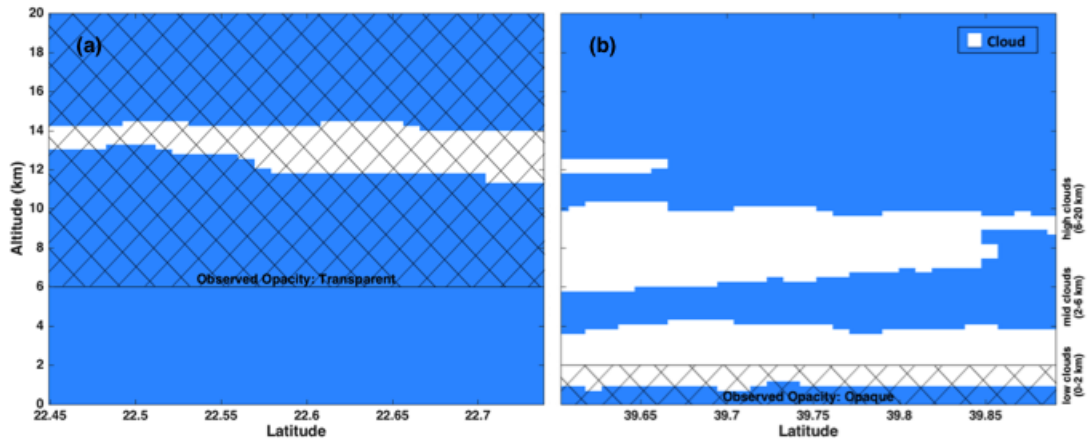 (a)
(b)
Cloud
20
18
16
14
12
10
8
6
4
2
0
Altitude (km)
Observed Opacity: Transparent
22.45
22.5
22.55
22.6
22.65
22.7
Latitude
high clouds
(6-20 km)
mid clouds
(2-6 km)
low clouds
(0-2 km)
Observed Opacity: Opaque
39.65
39.7
39.75
39.8
39.85
Latitude